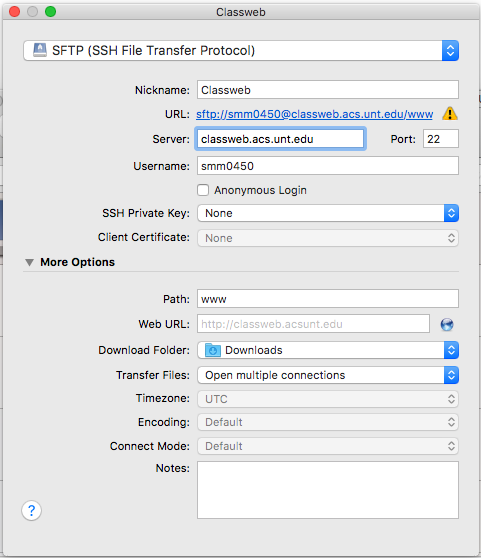 Classweb
SFTP (SSH File Transfer Protocol)
Nickname: Classweb
URL: sftp://smm0450@classweb.acs.unt.edu/www
Server: classweb.acs.unt.edu Port: 22
Username: smm0450
Anonymous Login
SSH Private Key: None
Client Certificate: None
More Options
Path: www
Web URL: http://classweb.acsunt.edu
Download Folder: Downloads
Transfer Files: Open multiple connections
Timezone: UTC
Encoding: Default
Connect Mode: Default
Notes:
?